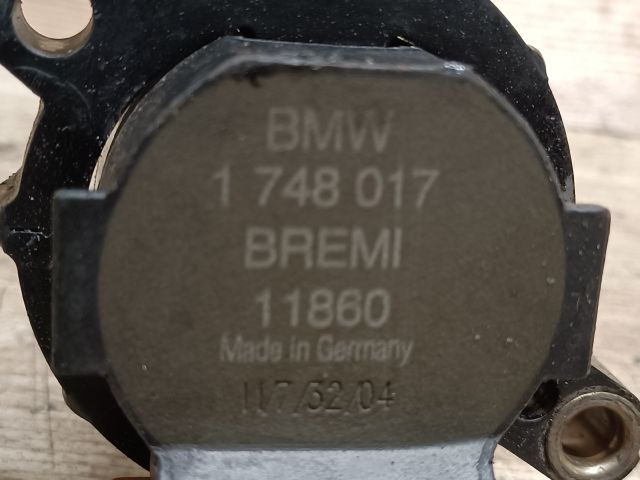 BMW
1 748 017
BREMI
11860
Made in Germany
117/32/04